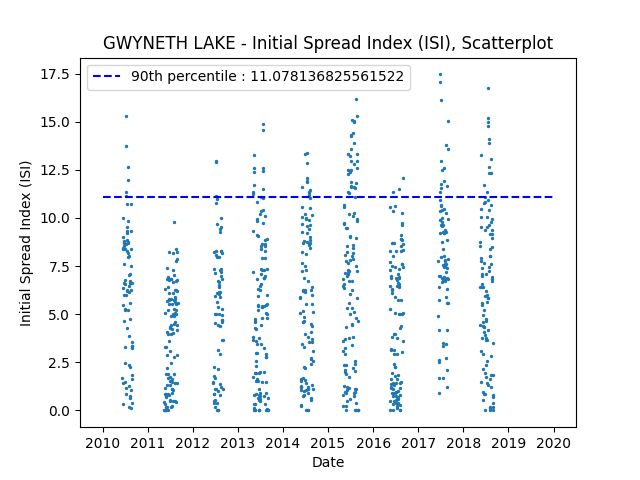 GWYNETH LAKE - Initial Spread Index (ISI), Scatterplot
90th percentile : 11.078136825561522
17.5
15.0
12.5
10.0
7.5
5.0
2.5
0.0
Initial Spread Index (ISI)
2010 2011 2012 2013 2014 2015 2016 2017 2018 2019 2020
Date